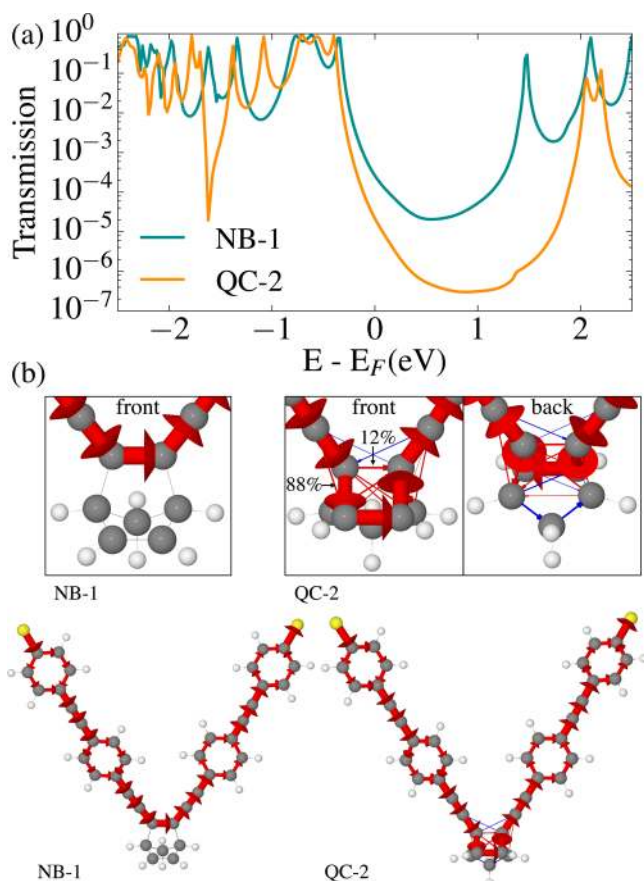 (a)
10⁰
10⁻¹
10⁻²
10⁻³
10⁻⁴
10⁻⁵
10⁻⁶
10⁻⁷
Transmission
NB-1
QC-2
−2 −1 0 1 2
E - E_F(eV)
(b)
front front back
12%
88%
NB-1 QC-2
NB-1 QC-2